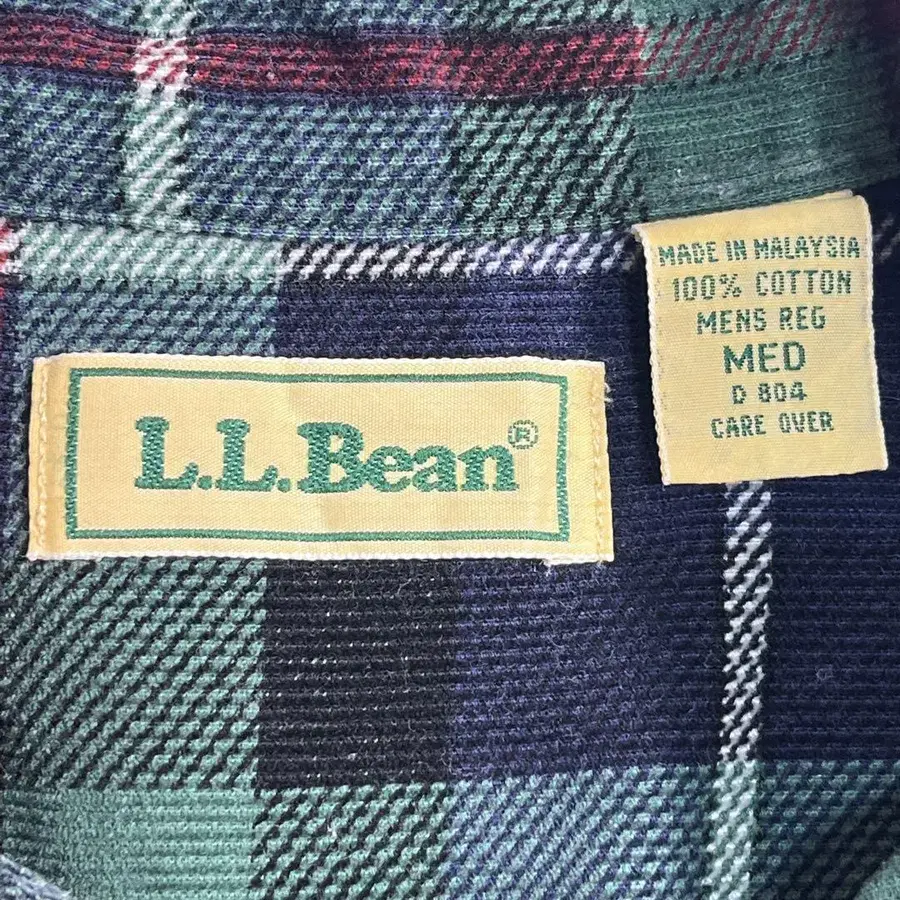 L.L.Bean®
MADE IN MALAYSIA
100% COTTON
MENS REG
MED
D 804
CARE OVER